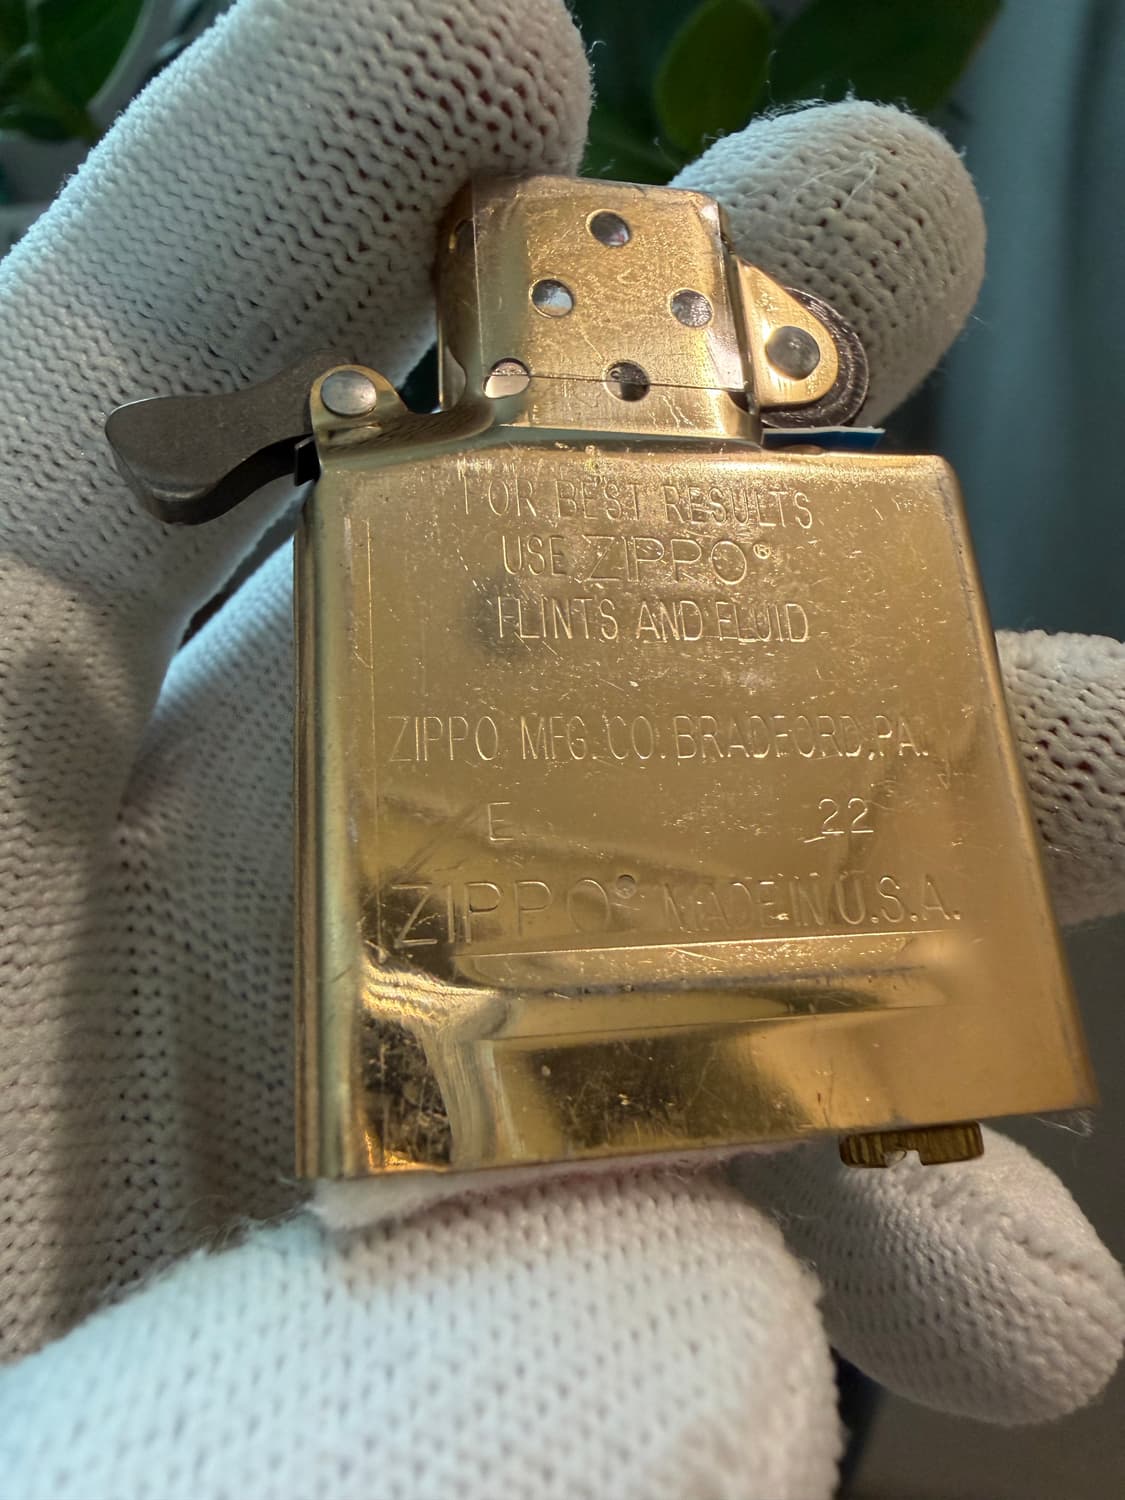 FOR BEST RESULTS
USE ZIPPO®
FLINTS AND FLUID
ZIPPO MFG. CO. BRADFORD, PA.
E 22
ZIPPO® MADE IN U.S.A.